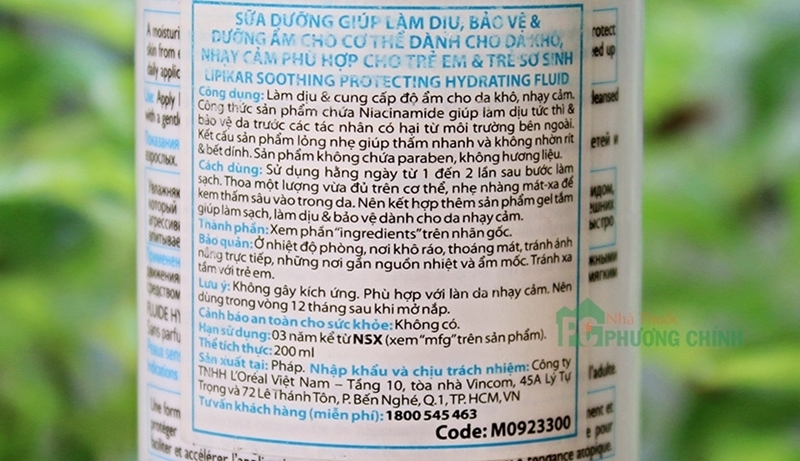 SỮA DƯỠNG GIÚP LÀM DỊU, BẢO VỆ &
DƯỠNG ẨM CHO CƠ THỂ DÀNH CHO DA KHÔ,
NHẠY CẢM PHÙ HỢP CHO TRẺ EM & TRẺ SƠ SINH
LIPIKAR SOOTHING PROTECTING HYDRATING FLUID
Công dụng: Làm dịu & cung cấp độ ẩm cho da khô, nhạy cảm.
Công thức sản phẩm chứa Niacinamide giúp làm dịu tức thì &
bảo vệ da trước các tác nhân có hại từ môi trường bên ngoài.
Kết cấu sản phẩm lỏng nhẹ giúp thấm nhanh và không nhờn rít
& bết dính. Sản phẩm không chứa paraben, không hương liệu.
Cách dùng: Sử dụng hằng ngày từ 1 đến 2 lần sau bước làm
sạch. Thoa một lượng vừa đủ trên cơ thể, nhẹ nhàng mát-xa để
kem thấm sâu vào trong da. Nên kết hợp thêm sản phẩm gel tắm
giúp làm sạch, làm dịu & bảo vệ dành cho da nhạy cảm.
Thành phần: Xem phần "ingredients" trên nhãn gốc.
Bảo quản: Ở nhiệt độ phòng, nơi khô ráo, thoáng mát, tránh ánh
nắng trực tiếp, những nơi gần nguồn nhiệt và ẩm mốc. Tránh xa
tầm với trẻ em.
Lưu ý: Không gây kích ứng. Phù hợp với làn da nhạy cảm. Nên
dùng trong vòng 12 tháng sau khi mở nắp.
Cảnh báo an toàn cho sức khỏe: Không có.
Hạn sử dụng: 03 năm kể từ NSX (xem "mfg" trên sản phẩm).
Thể tích thực: 200 ml
Sản xuất tại: Pháp. Nhập khẩu và chịu trách nhiệm: Công ty
TNHH L'Oréal Việt Nam – Tầng 10, tòa nhà Vincom, 45A Lý Tự
Trọng và 72 Lê Thánh Tôn, P. Bến Nghé, Q.1, TP. HCM, VN
Tư vấn khách hàng (miễn phí): 1800 545 463
Code: M0923300
Nhà thuốc
PHƯƠNG CHÍNH